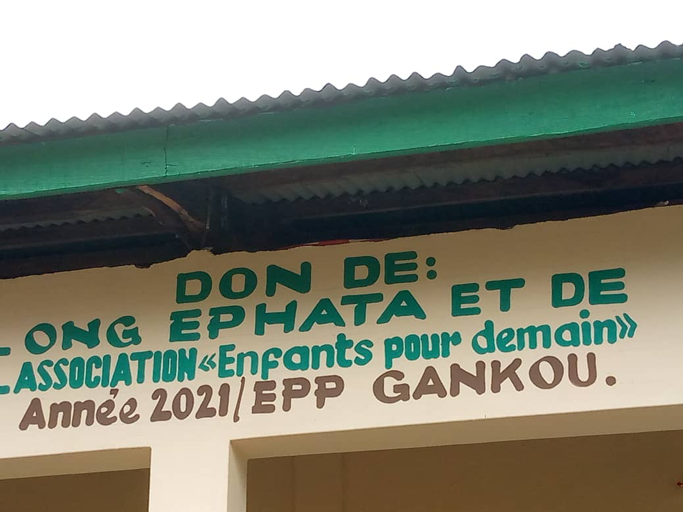 DON DE:
ONG EPHATA ET DE
L'ASSOCIATION «Enfants pour demain»
Année 2021/EPP GANKOU.